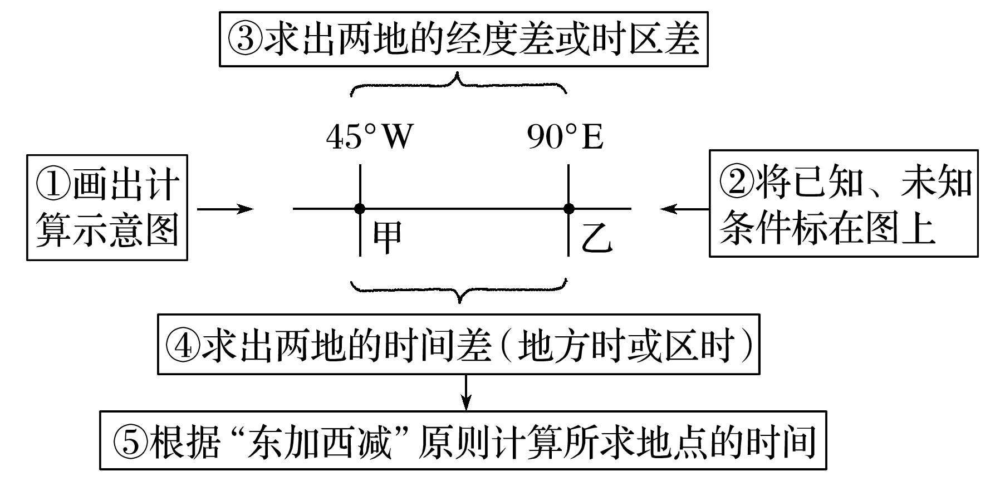 ③求出两地的经度差或时区差
45°W
90°E
①画出计
算示意图
甲
乙
②将已知、未知
条件标在图上
④求出两地的时间差(地方时或区时)
⑤根据“东加西减”原则计算所求地点的时间